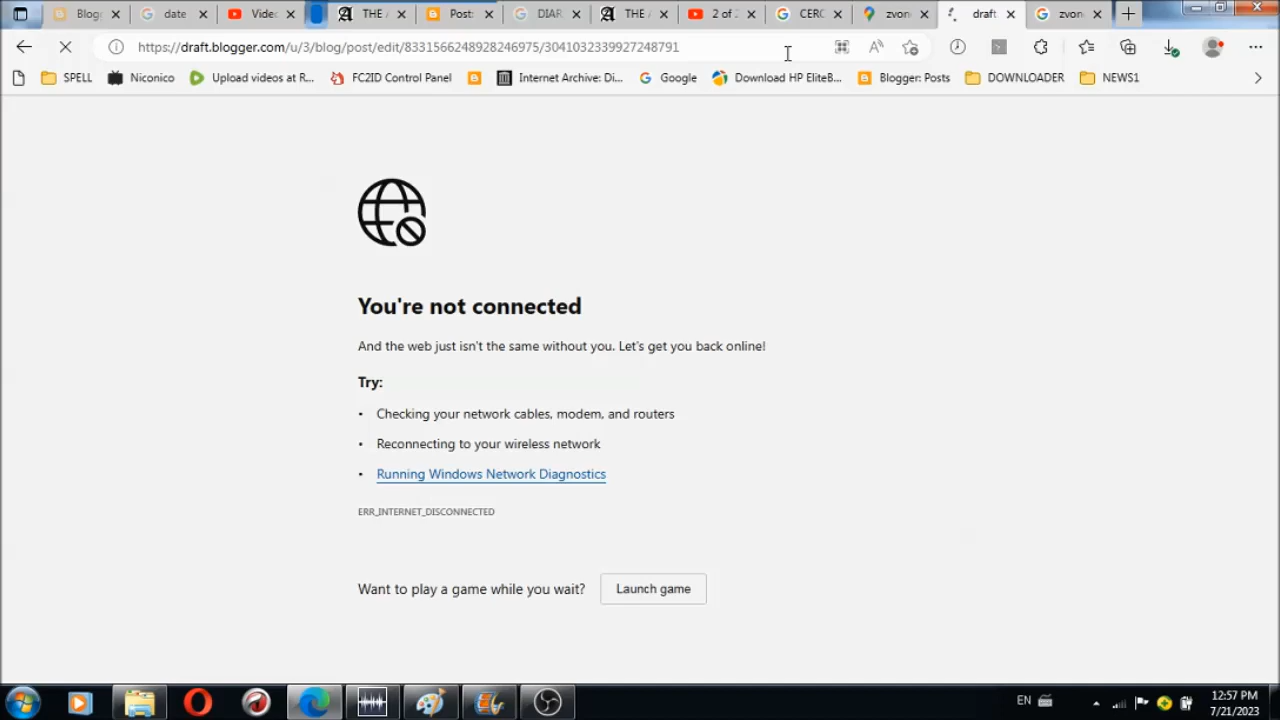 Blog
date
Video
THE A
Posts
DIAR
THE A
2 of 2
CERC
zvon
draft
zvon
https://draft.blogger.com/u/3/blog/post/edit/8331566248928246975/3041032339927248791
SPELL
Niconico
Upload videos at R...
FC2ID Control Panel
Internet Archive: Di...
Google
Download HP EliteB...
Blogger: Posts
DOWNLOADER
NEWS1
You're not connected
And the web just isn't the same without you. Let's get you back online!
Try:
• Checking your network cables, modem, and routers
• Reconnecting to your wireless network
• Running Windows Network Diagnostics
ERR_INTERNET_DISCONNECTED
Want to play a game while you wait?
Launch game
EN
12:57 PM
7/21/2023